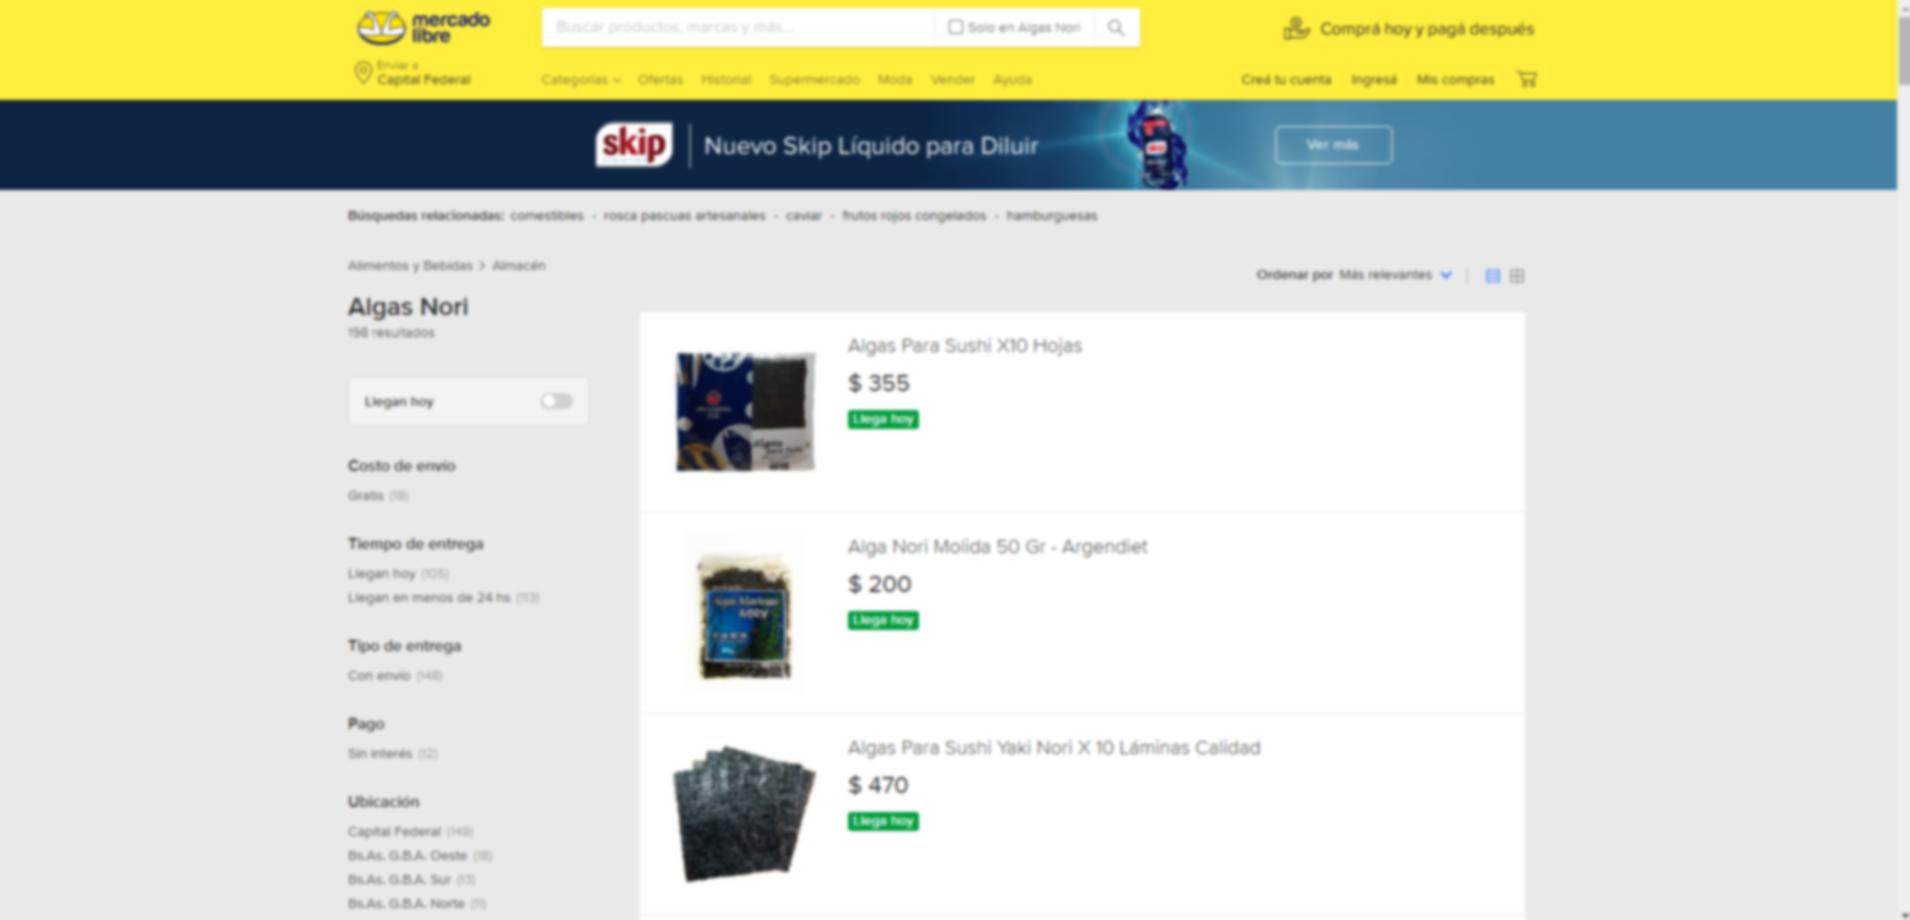 mercado
libre
Buscar productos, marcas y más...
Solo en Algas Nori
Comprá hoy y pagá después
Enviar a
Capital Federal
Categorías Ofertas Historial Supermercado Moda Vender Ayuda
Creá tu cuenta Ingresá Mis compras
skip Nuevo Skip Líquido para Diluir
Ver más
Búsquedas relacionadas: comestibles - rosca pascuas artesanales - caviar - frutos rojos congelados - hamburguesas
Alimentos y Bebidas > Almacén
Ordenar por Más relevantes
Algas Nori
198 resultados
Llegan hoy
Costo de envío
Gratis (18)
Tiempo de entrega
Llegan hoy (105)
Llegan en menos de 24 hs (113)
Tipo de entrega
Con envío (148)
Pago
Sin interés (12)
Ubicación
Capital Federal (148)
Bs.As. G.B.A. Oeste (18)
Bs.As. G.B.A. Sur (13)
Bs.As. G.B.A. Norte (11)
Algas Para Sushi X10 Hojas
$ 355
Llega hoy
Alga Nori Molida 50 Gr - Argendiet
$ 200
Llega hoy
Algas Para Sushi Yaki Nori X 10 Láminas Calidad
$ 470
Llega hoy